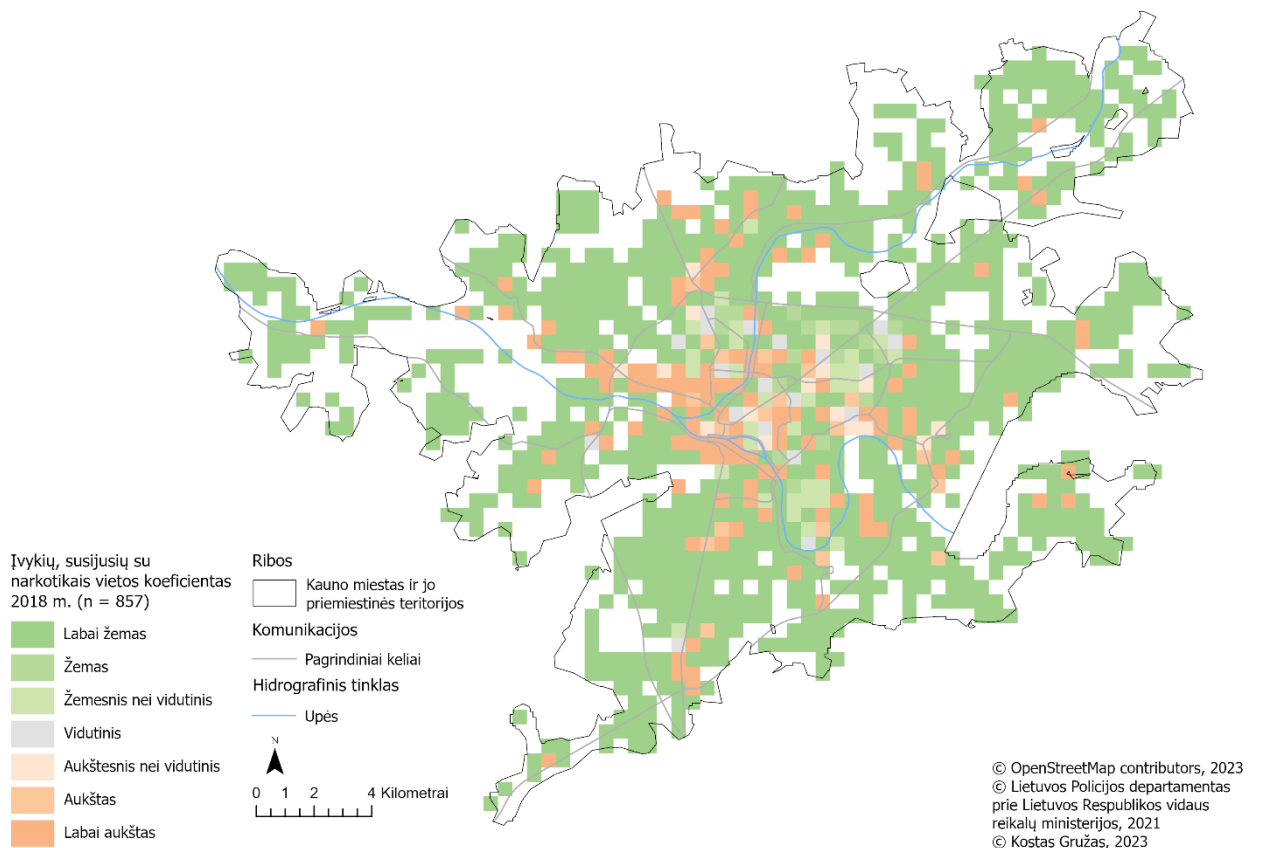 Įvykių, susijusių su
narkotikais vietos koeficientas
2018 m. (n = 857)
Labai žemas
Žemas
Žemesnis nei vidutinis
Vidutinis
Aukštesnis nei vidutinis
Aukštas
Labai aukštas
Ribos
Kauno miestas ir jo
priemiestinės teritorijos
Komunikacijos
Pagrindiniai keliai
Hidrografinis tinklas
Upės
N
0 1 2 4 Kilometrai
© OpenStreetMap contributors, 2023
© Lietuvos Policijos departamentas
prie Lietuvos Respublikos vidaus
reikalų ministerijos, 2021
© Kostas Gružas, 2023